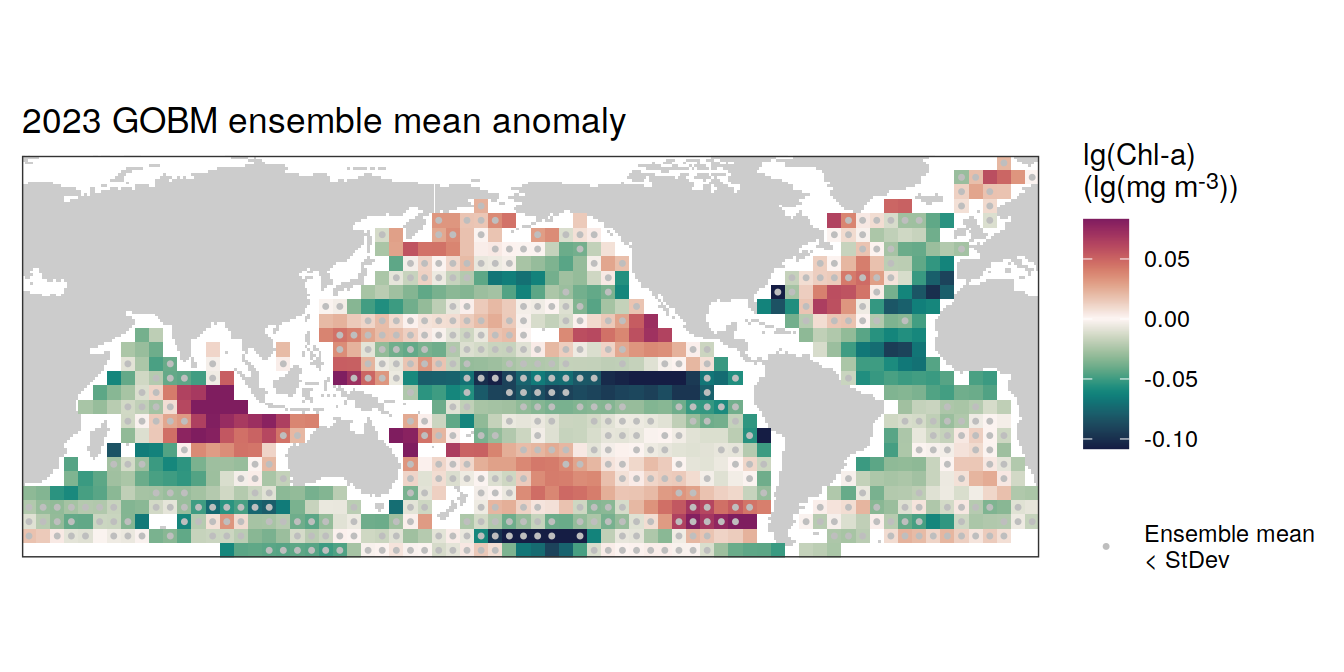 2023 GOBM ensemble mean anomaly
lg(Chl-a)
(lg(mg m⁻³))
0.05
0.00
-0.05
-0.10
Ensemble mean
< StDev